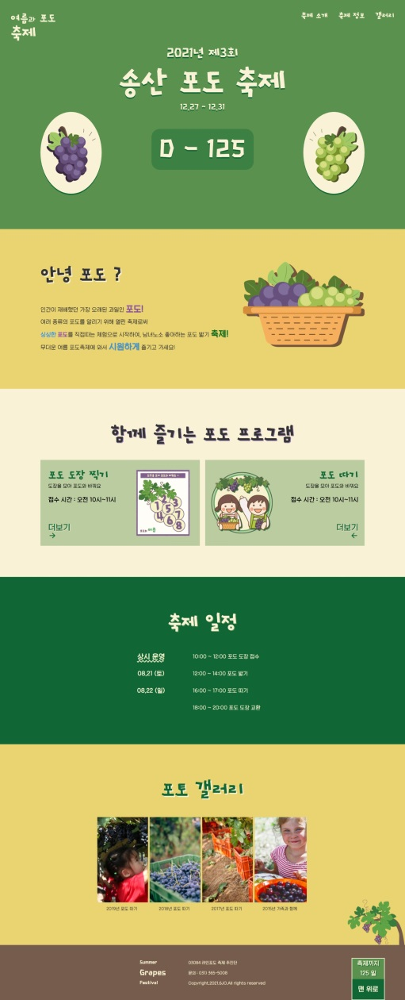 여름과 포도
축제
축제 소개 축제 정보 갤러리
2021년 제3회
송산 포도 축제
12.27 ~ 12.31
D - 125
안녕 포도 ?
인간이 재배했던 가장 오래된 과일인 포도!
여러 종류의 포도를 알리기 위해 열린 축제로써
싱싱한 포도를 직접따는 체험으로 시작하여, 남녀노소 좋아하는 포도 밟기 축제!
무더운 여름 포도축제에 와서 시원하게 즐기고 가세요!
함께 즐기는 포도 프로그램
포도 도장 찍기
도장을 모아 포도와 바꿔요
접수 시간 : 오전 10시~11시
더보기
1 2 3
4 5
6 7
8
포도 따기
도장을 모아 포도와 바꿔요
접수 시간 : 오전 10시~11시
더보기
축제 일정
상시 운영
08.21 (토)
08.22 (일)
10:00 ~ 12:00 포도 도장 접수
12:00 ~ 14:00 포도 밟기
16:00 ~ 17:00 포도 따기
18:00 ~ 20:00 포도 도장 교환
포토 갤러리
2019년 포도 따기
2018년 포도 따기
2017년 포도 따기
2015년 가족과 함께
Summer
Grapes
Festival
03084 라인포도 축제 추진단
문의 : 031) 365-5006
Copyright.2021.6JO.All rights reserved
축제까지
125 일
맨 위로